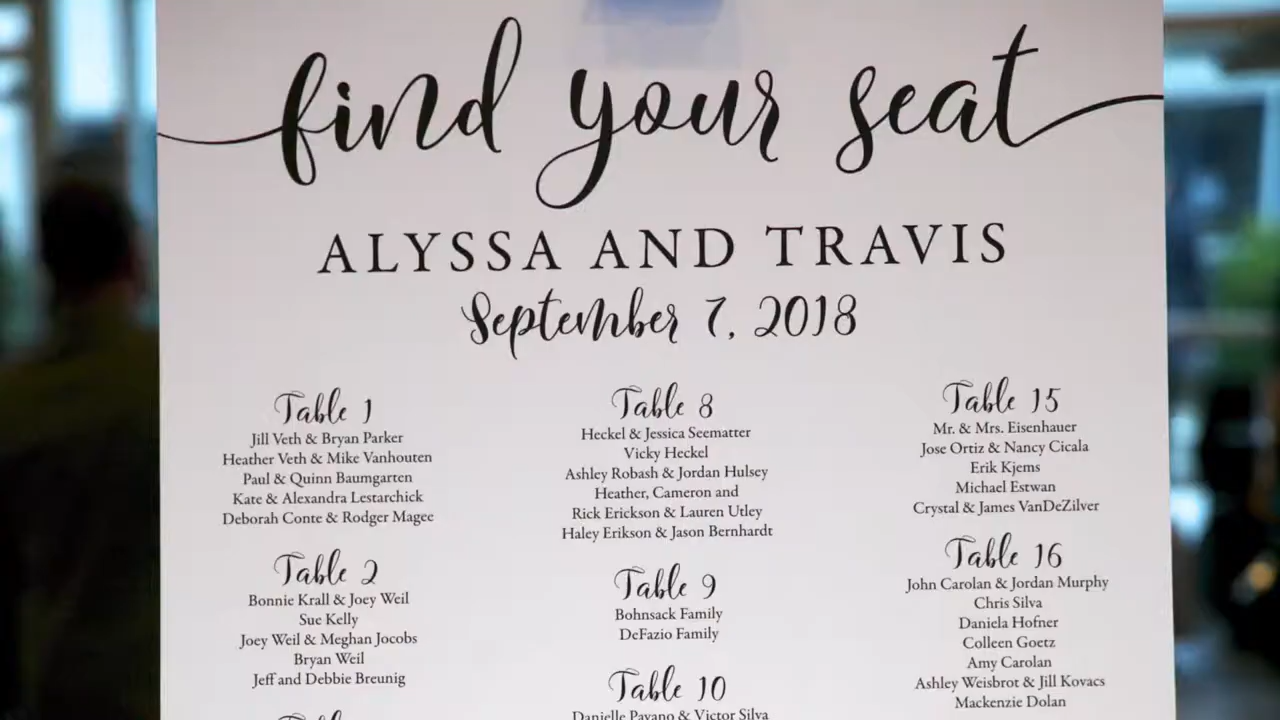 find your seat
ALYSSA AND TRAVIS
September 7, 2018
Table 1
Jill Veth & Bryan Parker
Heather Veth & Mike Vanhouten
Paul & Quinn Baumgarten
Kate & Alexandra Lestarchick
Deborah Conte & Rodger Magee
Table 2
Bonnie Krall & Joey Weil
Sue Kelly
Joey Weil & Meghan Jocobs
Bryan Weil
Jeff and Debbie Breunig
Table 8
Heckel & Jessica Seematter
Vicky Heckel
Ashley Robash & Jordan Hulsey
Heather, Cameron and
Rick Erickson & Lauren Utley
Haley Erikson & Jason Bernhardt
Table 9
Bohnsack Family
DeFazio Family
Table 10
Danielle Pavano & Victor Silva
Table 15
Mr. & Mrs. Eisenhauer
Jose Ortiz & Nancy Cicala
Erik Kjems
Michael Estwan
Crystal & James VanDeZilver
Table 16
John Carolan & Jordan Murphy
Chris Silva
Daniela Hofner
Colleen Goetz
Amy Carolan
Ashley Weisbrot & Jill Kovacs
Mackenzie Dolan